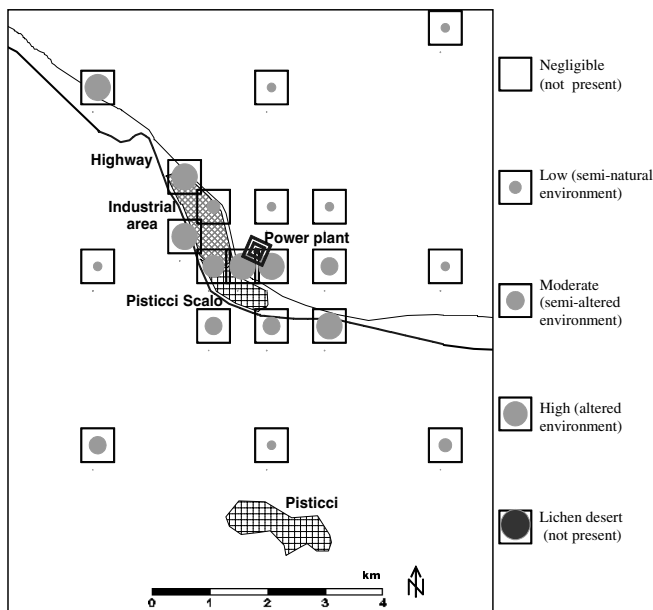 Highway
Industrial
area
Power plant
Pisticci Scalo
Pisticci
km
0 1 2 3 4
N
Negligible
(not present)
Low (semi-natural
environment)
Moderate
(semi-altered
environment)
High (altered
environment)
Lichen desert
(not present)